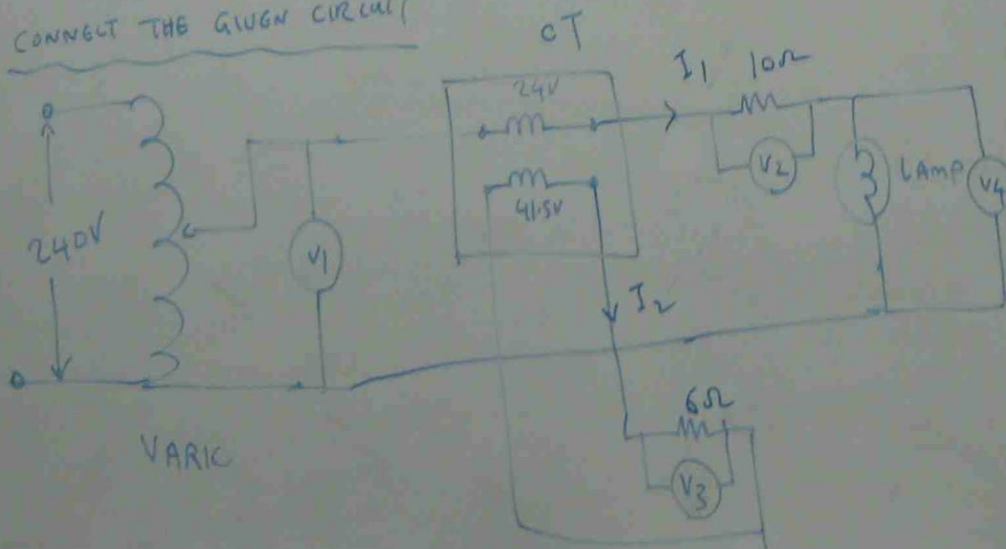 CONNECT THE GIVEN CIRCUIT
CT
24V
I1 10Ω
V2
LAMP
V4
240V
V1
41.5V
I2
6Ω
V3
VARIC